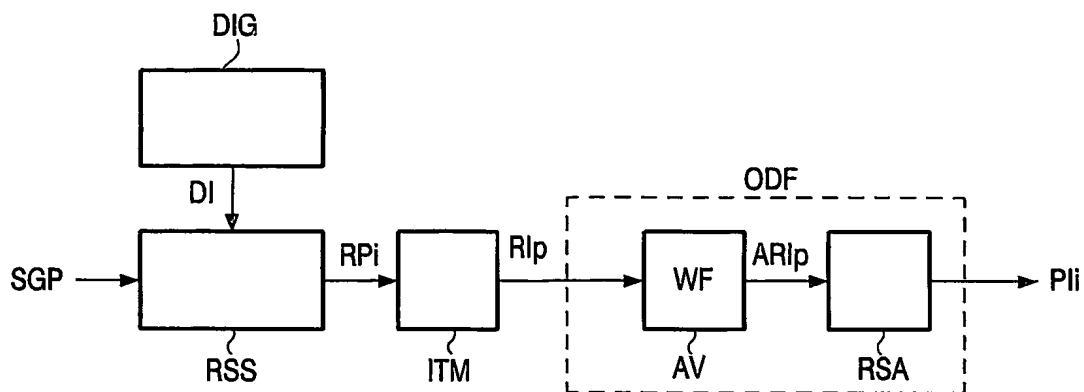 DIG
DI
ODF
SGP
RPi
RIp
WF
ARIp
PIi
RSS
ITM
AV
RSA